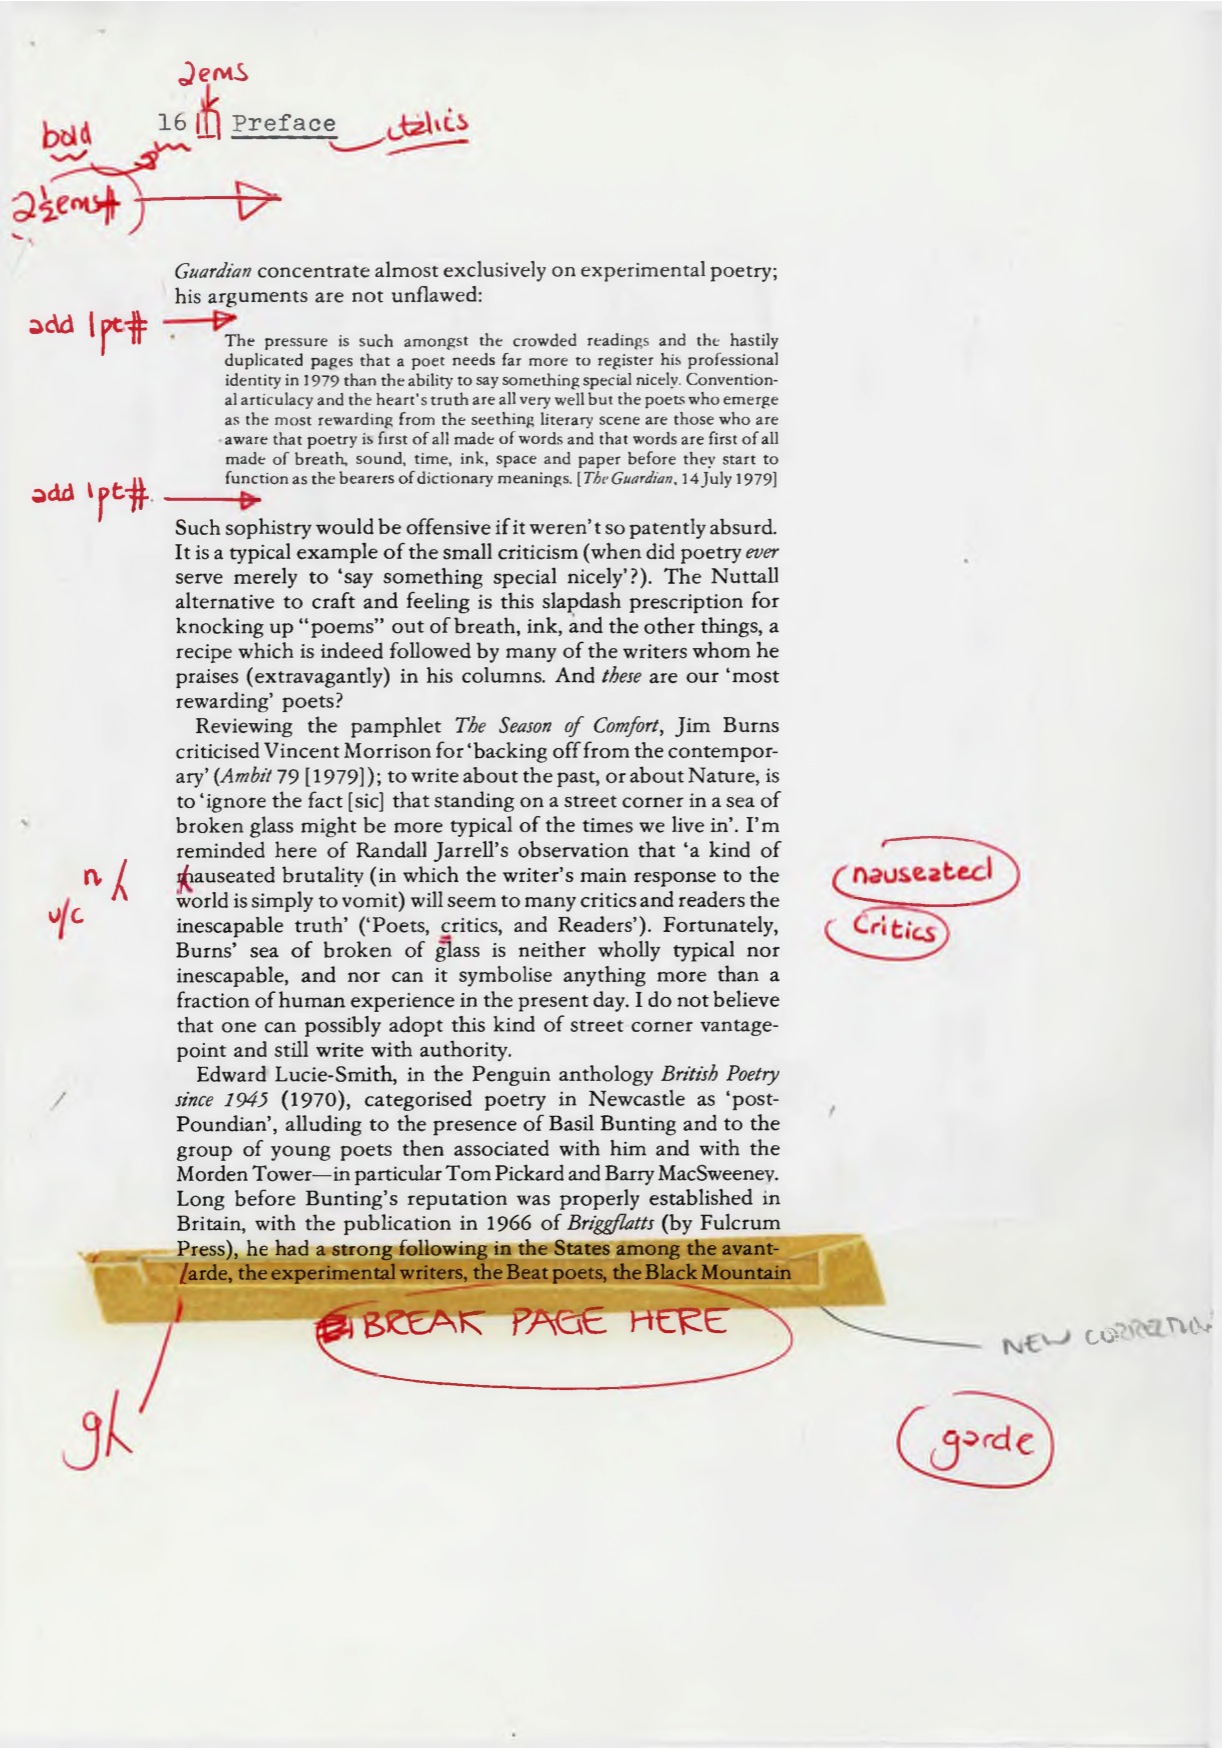 2ems
16 Preface
italics
bold
2½ems#
Guardian concentrate almost exclusively on experimental poetry;
his arguments are not unflawed:
add 1pt#
The pressure is such amongst the crowded readings and the hastily
duplicated pages that a poet needs far more to register his professional
identity in 1979 than the ability to say something special nicely. Convention-
al articulacy and the heart's truth are all very well but the poets who emerge
as the most rewarding from the seething literary scene are those who are
aware that poetry is first of all made of words and that words are first of all
made of breath, sound, time, ink, space and paper before they start to
function as the bearers of dictionary meanings. [The Guardian, 14 July 1979]
add 1pt#
Such sophistry would be offensive if it weren't so patently absurd.
It is a typical example of the small criticism (when did poetry ever
serve merely to ‘say something special nicely’?). The Nuttall
alternative to craft and feeling is this slapdash prescription for
knocking up “poems” out of breath, ink, and the other things, a
recipe which is indeed followed by many of the writers whom he
praises (extravagantly) in his columns. And these are our ‘most
rewarding’ poets?
Reviewing the pamphlet The Season of Comfort, Jim Burns
criticised Vincent Morrison for ‘backing off from the contempor-
ary’ (Ambit 79 [1979]); to write about the past, or about Nature, is
to ‘ignore the fact [sic] that standing on a street corner in a sea of
broken glass might be more typical of the times we live in’. I'm
reminded here of Randall Jarrell's observation that ‘a kind of
hauseated brutality (in which the writer's main response to the
n
nauseated
world is simply to vomit) will seem to many critics and readers the
u/c
inescapable truth’ (‘Poets, critics, and Readers’). Fortunately,
Critics
Burns’ sea of broken of glass is neither wholly typical nor
inescapable, and nor can it symbolise anything more than a
fraction of human experience in the present day. I do not believe
that one can possibly adopt this kind of street corner vantage-
point and still write with authority.
Edward Lucie-Smith, in the Penguin anthology British Poetry
since 1945 (1970), categorised poetry in Newcastle as ‘post-
Poundian’, alluding to the presence of Basil Bunting and to the
group of young poets then associated with him and with the
Morden Tower—in particular Tom Pickard and Barry MacSweeney.
Long before Bunting's reputation was properly established in
Britain, with the publication in 1966 of Briggflatts (by Fulcrum
Press), he had a strong following in the States among the avant-
arde, the experimental writers, the Beat poets, the Black Mountain
BREAK PAGE HERE
NEW CORRECTION
g
garde